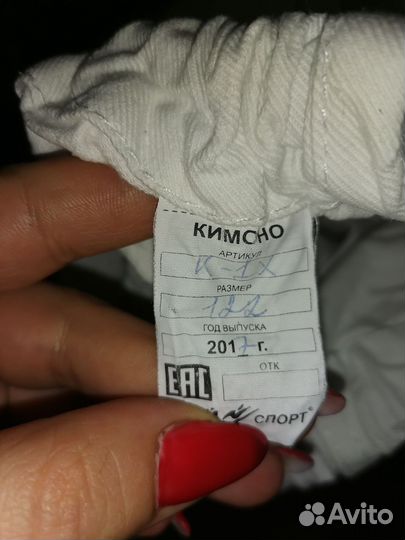 КИМОНО
АРТИКУЛ
К-1Х
РАЗМЕР
122
ГОД ВЫПУСКА
2017 г.
ОТК
EAC
СПОРТ®
Avito